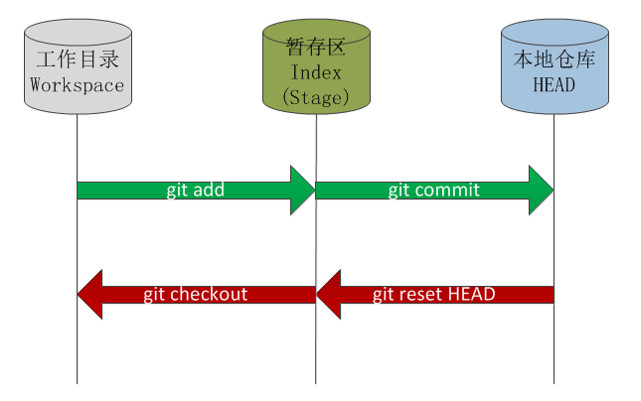 工作目录
Workspace
暂存区
Index
(Stage)
本地仓库
HEAD
git add
git commit
git checkout
git reset HEAD